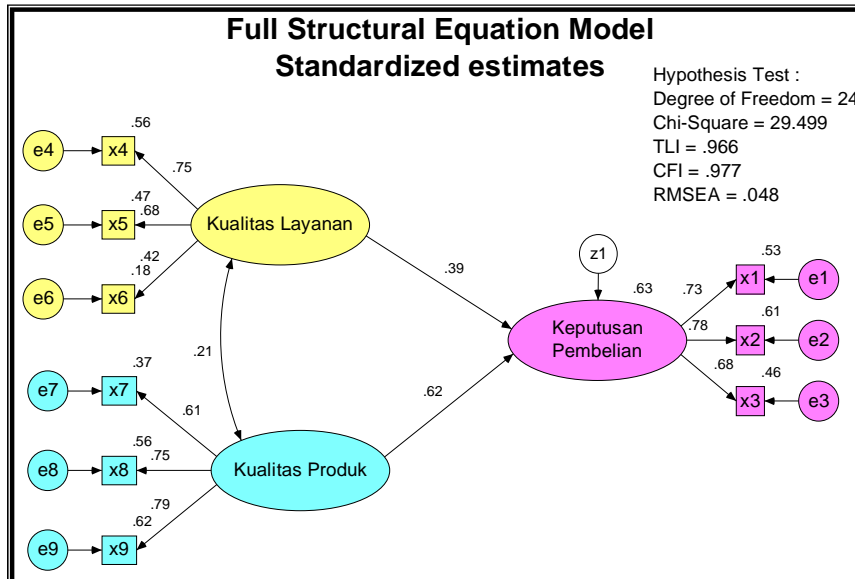 Full Structural Equation Model
Standardized estimates
Hypothesis Test :
Degree of Freedom = 24
Chi-Square = 29.499
TLI = .966
CFI = .977
RMSEA = .048
.56
e4
x4
.75
.47
.68
e5
x5
Kualitas Layanan
.42
.18
e6
x6
.39
z1
.63
Keputusan
Pembelian
.53
.73
x1
e1
.61
.78
x2
e2
.46
.68
x3
e3
.21
.62
.37
e7
x7
.61
.56
.75
e8
x8
Kualitas Produk
.79
.62
e9
x9